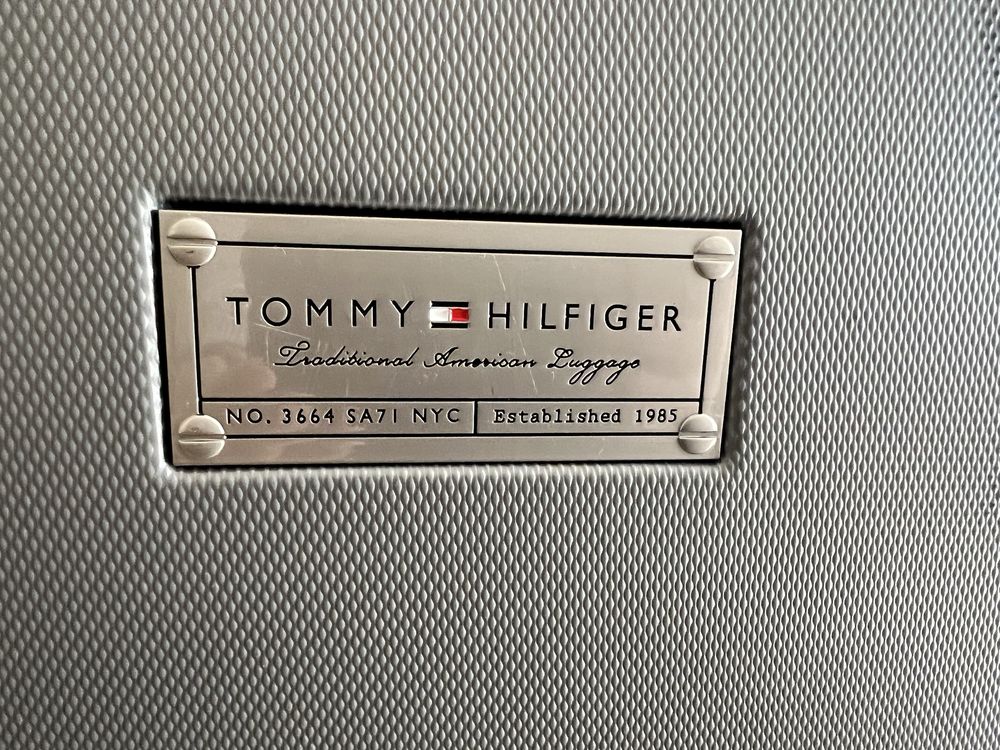 TOMMY HILFIGER
Traditional American Luggage
NO. 3664 SA71 NYC
Established 1985